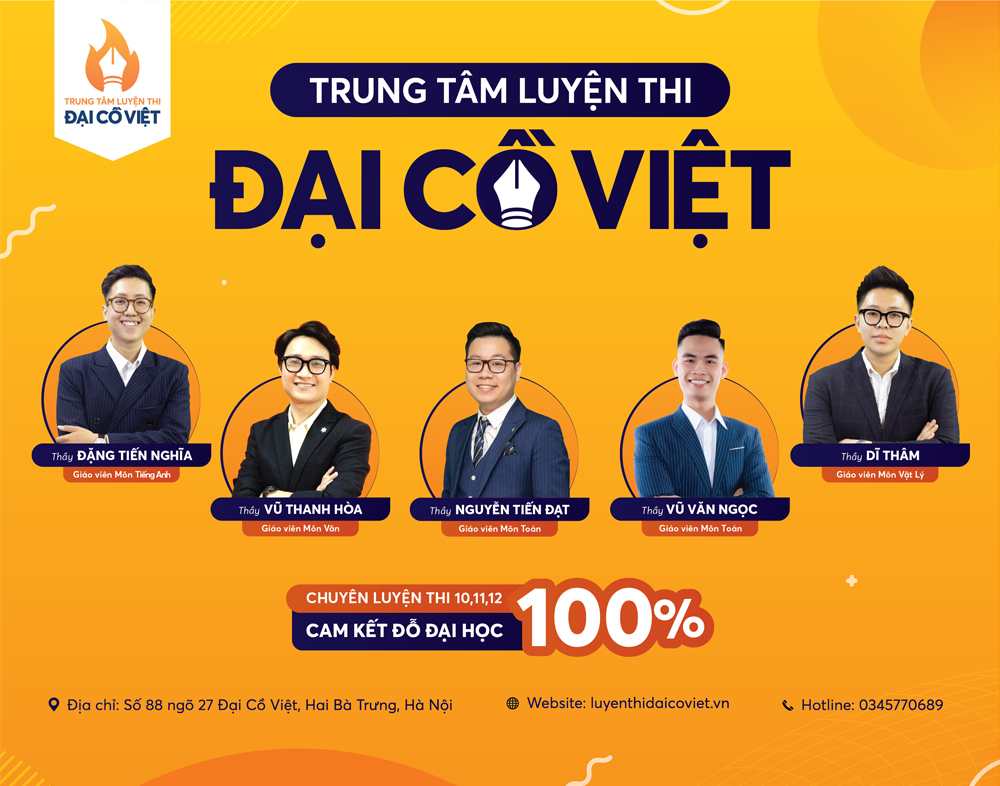 TRUNG TÂM LUYỆN THI
ĐẠI CỒ VIỆT
TRUNG TÂM LUYỆN THI
ĐẠI CỒ VIỆT
Thầy ĐẶNG TIẾN NGHĨA
Giáo viên Môn Tiếng Anh
Thầy VŨ THANH HÒA
Giáo viên Môn Văn
Thầy NGUYỄN TIẾN ĐẠT
Giáo viên Môn Toán
Thầy VŨ VĂN NGỌC
Giáo viên Môn Toán
Thầy DĨ THÂM
Giáo viên Môn Vật Lý
CHUYÊN LUYỆN THI 10,11,12
CAM KẾT ĐỖ ĐẠI HỌC
100%
Địa chỉ: Số 88 ngõ 27 Đại Cồ Việt, Hai Bà Trưng, Hà Nội
Website: luyenthidaicoviet.vn
Hotline: 0345770689